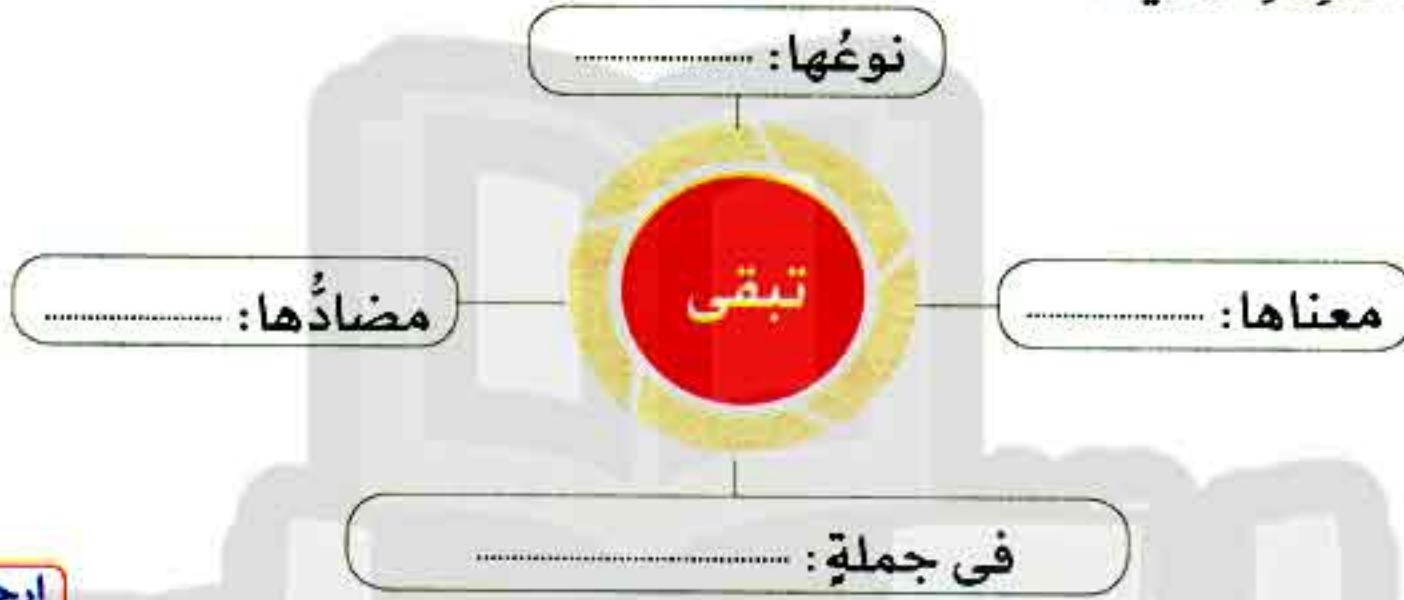 نوعُها: ..................
معناها: ..................
تبقى
مضادُّها: ..................
فى جملةٍ: ................................